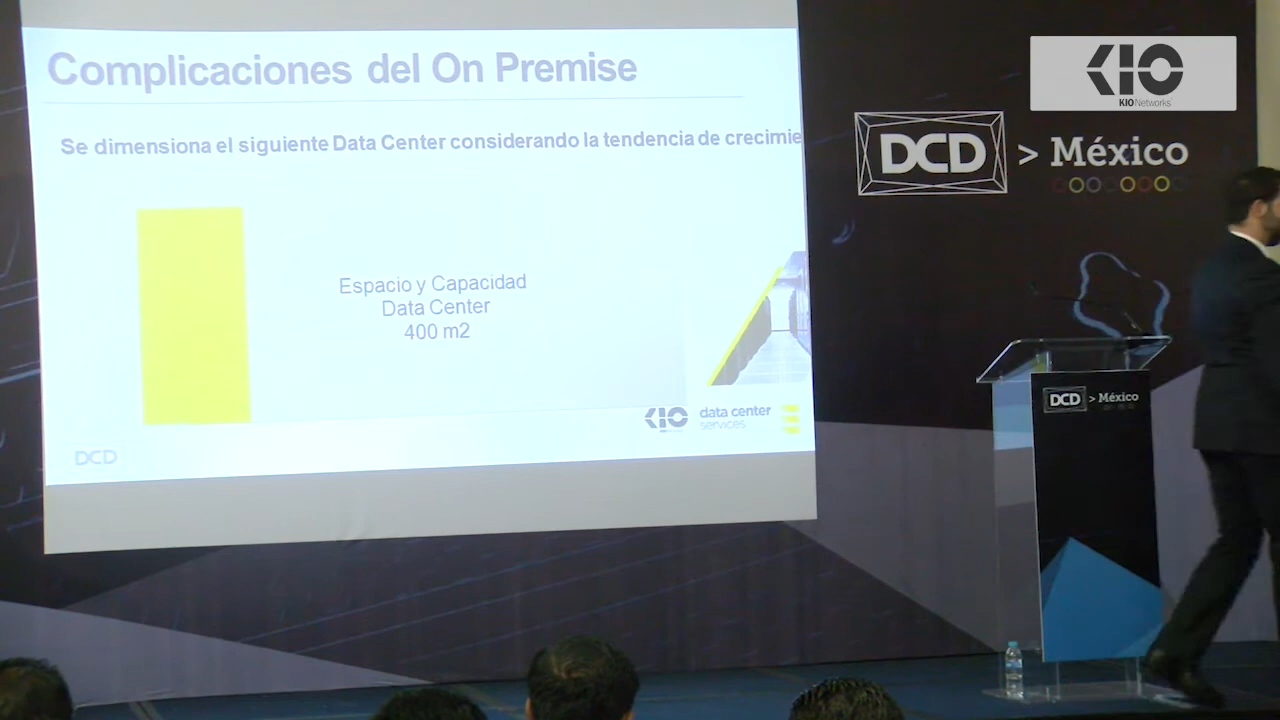 Complicaciones del On Premise
Se dimensiona el siguiente Data Center considerando la tendencia de crecimie
Espacio y Capacidad
Data Center
400 m2
KIO data center
services
DCD
KIO
KIO Networks
DCD > México
DCD > México